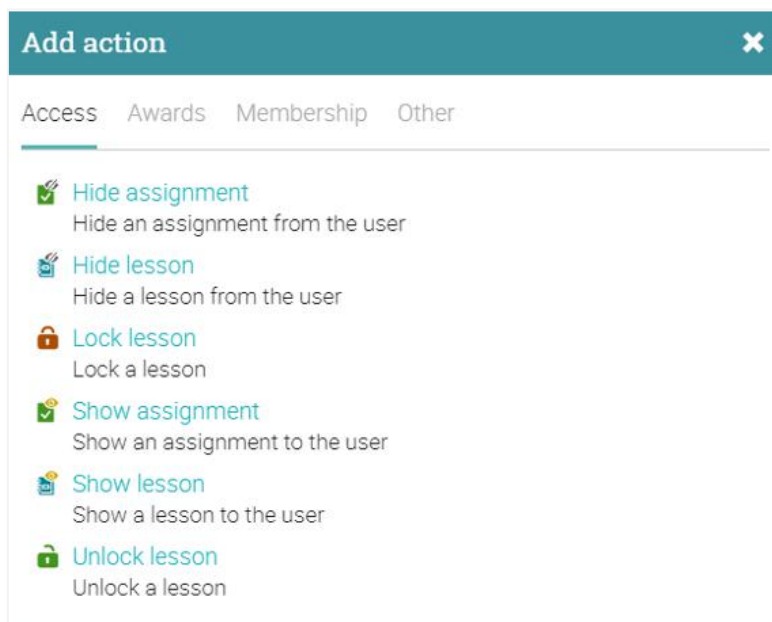 Add action
Access Awards Membership Other
Hide assignment
Hide an assignment from the user
Hide lesson
Hide a lesson from the user
Lock lesson
Lock a lesson
Show assignment
Show an assignment to the user
Show lesson
Show a lesson to the user
Unlock lesson
Unlock a lesson